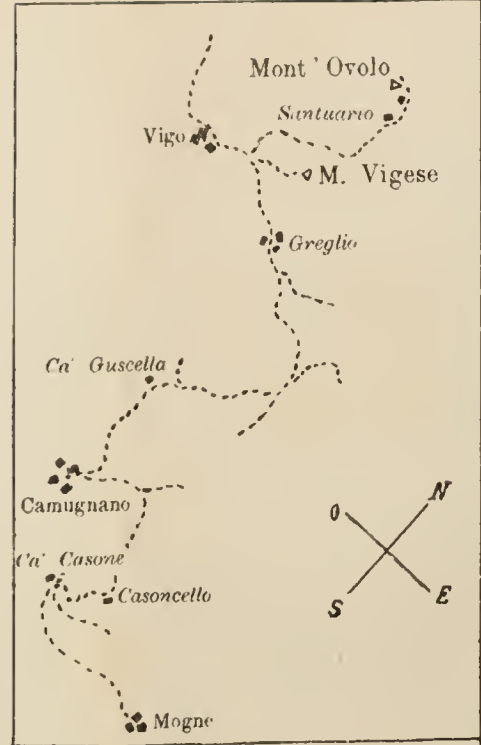 Mont' Ovolo
Santuario
Vigo
M. Vigese
Greglio
Ca' Guscella
Camugnano
N
O
Ca' Casone
Casoncello
S
E
Mogne